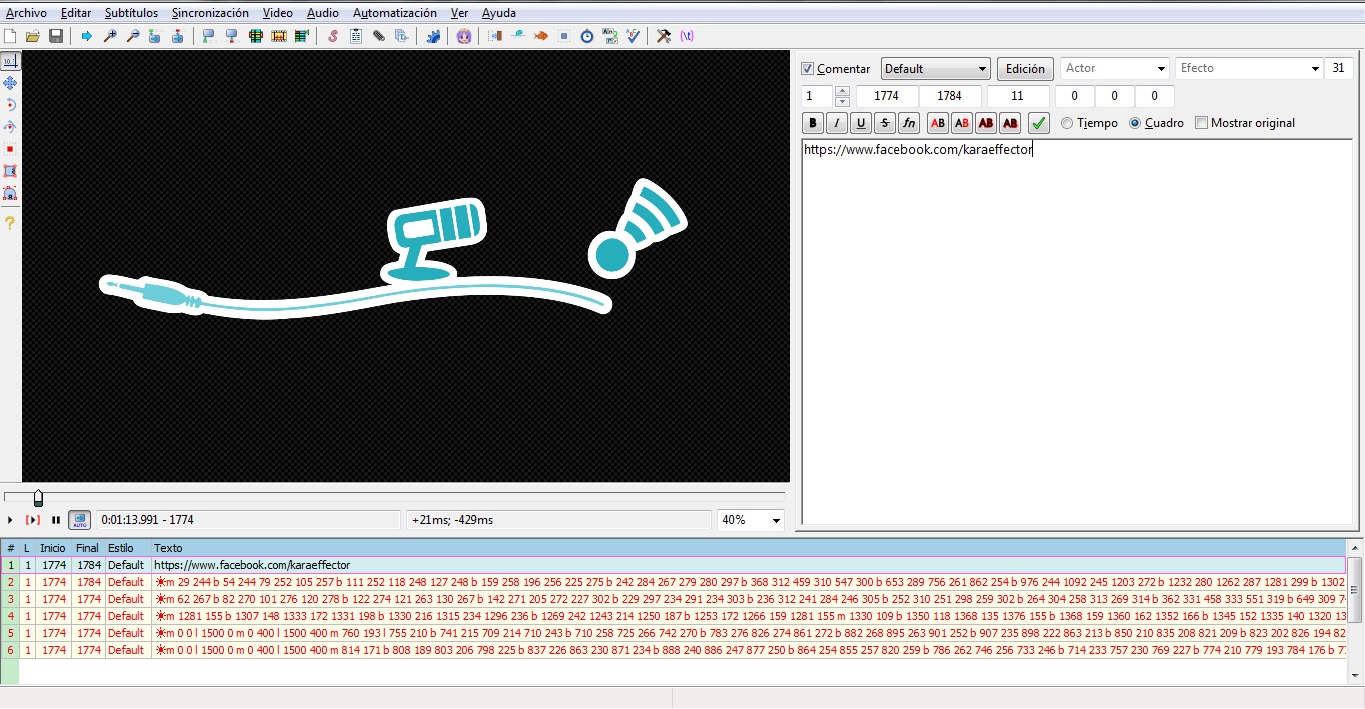 Archivo Editar Subtítulos Sincronización Video Audio Automatización Ver Ayuda
Comentar Default Edición Actor Efecto 31
1 1774 1784 11 0 0 0
B I U S fn AB AB AB AB Tiempo Cuadro Mostrar original
https://www.facebook.com/karaeffector
AUTO 0:01:13.991 - 1774 +21ms; -429ms 40%
# L Inicio Final Estilo Texto
1 1 1774 1784 Default https://www.facebook.com/karaeffector
2 1 1774 1784 Default ☀m 29 244 b 54 244 79 252 105 257 b 111 252 118 248 127 248 b 159 258 196 256 225 275 b 242 284 267 279 280 297 b 368 312 459 310 547 300 b 653 289 756 261 862 254 b 976 244 1092 245 1203 272 b 1232 280 1262 287 1281 299 b 1302
3 1 1774 1774 Default ☀m 62 267 b 82 270 101 276 120 278 b 122 274 121 263 130 267 b 142 271 205 272 227 302 b 229 297 234 291 234 303 b 236 312 241 284 246 305 b 252 310 251 298 259 302 b 264 304 258 313 269 314 b 362 331 458 333 551 319 b 649 309 7
4 1 1774 1774 Default ☀m 1281 155 b 1307 148 1333 172 1331 198 b 1330 216 1315 234 1296 236 b 1269 242 1243 214 1250 187 b 1253 172 1266 159 1281 155 m 1330 109 b 1350 118 1368 135 1376 155 b 1368 159 1360 162 1352 166 b 1345 152 1335 140 1320 13
5 1 1774 1774 Default ☀m 0 0 l 1500 0 m 0 400 l 1500 400 m 760 193 l 755 210 b 741 215 709 214 710 243 b 710 258 725 266 742 270 b 783 276 826 274 861 272 b 882 268 895 263 901 252 b 907 235 898 222 863 213 b 850 210 835 208 821 209 b 823 202 826 194 82
6 1 1774 1774 Default ☀m 0 0 l 1500 0 m 0 400 l 1500 400 m 814 171 b 808 189 803 206 798 225 b 837 226 863 230 871 234 b 888 240 886 247 877 250 b 864 254 855 257 820 259 b 786 262 746 256 733 246 b 714 233 757 230 769 227 b 774 210 779 193 784 176 b 7